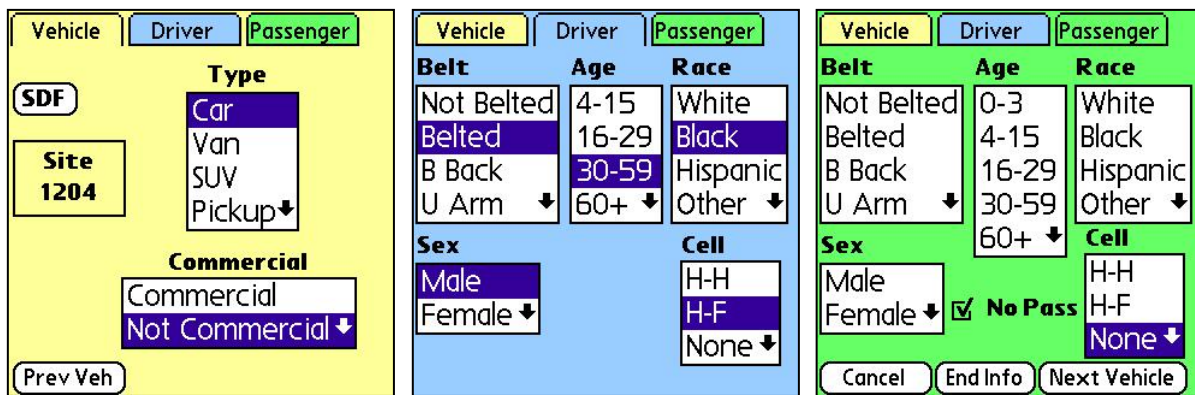 Vehicle Driver Passenger
Type
SDF
Car
Van
SUV
Pickup
Site
1204
Commercial
Commercial
Not Commercial
Prev Veh
Vehicle Driver Passenger
Belt Age Race
Not Belted 4-15 White
Belted 16-29 Black
B Back 30-59 Hispanic
U Arm 60+ Other
Sex Cell
Male H-H
Female H-F
None
Vehicle Driver Passenger
Belt Age Race
Not Belted 0-3 White
Belted 4-15 Black
B Back 16-29 Hispanic
U Arm 30-59 Other
60+
Sex Cell
Male H-H
Female No Pass H-F
None
Cancel End Info Next Vehicle